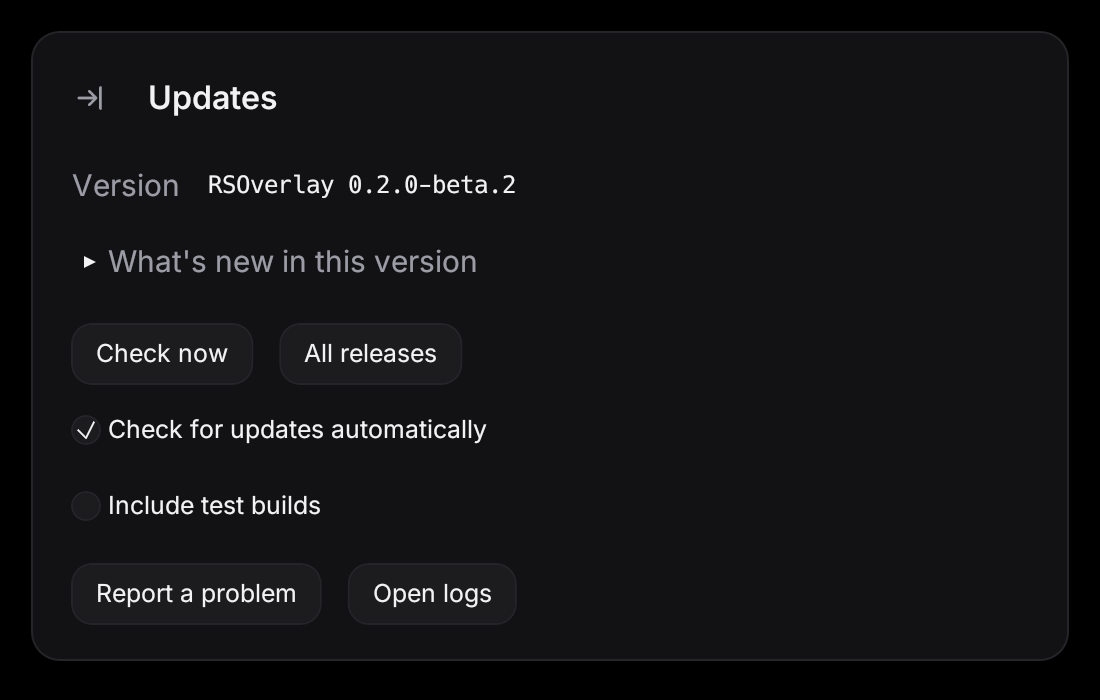 Updates
Version RSOverlay 0.2.0-beta.2
What's new in this version
Check now All releases
Check for updates automatically
Include test builds
Report a problem Open logs